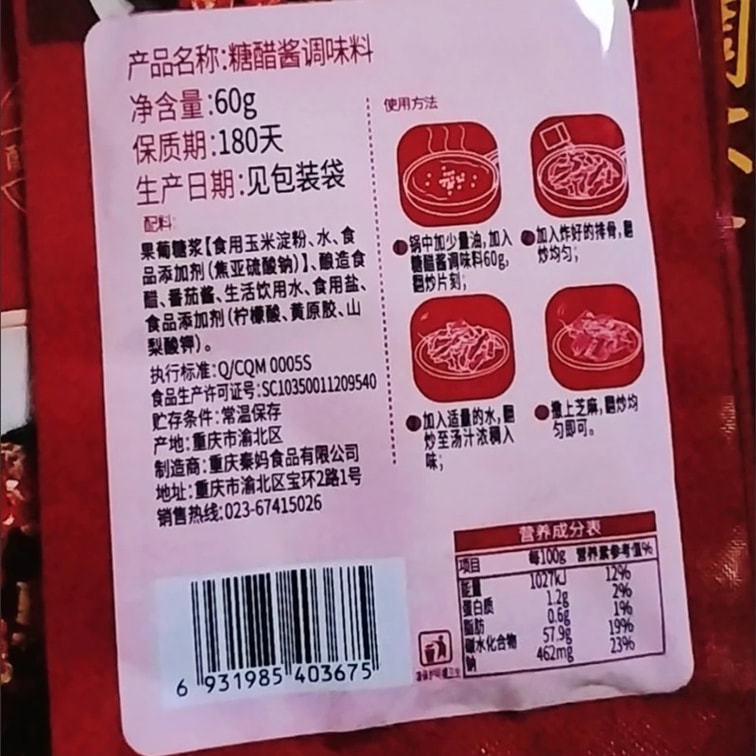 产品名称:糖醋酱调味料
净含量:60g
保质期:180天
生产日期:见包装袋
配料:
果葡糖浆【食用玉米淀粉、水、食
品添加剂(焦亚硫酸钠)】、酿造食
醋、番茄酱、生活饮用水、食用盐、
食品添加剂(柠檬酸、黄原胶、山
梨酸钾)。
执行标准:Q/CQM 0005S
食品生产许可证号:SC10350011209540
贮存条件:常温保存
产地:重庆市渝北区
制造商:重庆秦妈食品有限公司
地址:重庆市渝北区宝环2路1号
销售热线:023-67415026
6 931985 403675
使用方法
锅中加少量油,加入
糖醋酱调味料60g,
翻炒片刻;
加入炸好的排骨,翻
炒均匀;
加入适量的水,翻
炒至汤汁浓稠入
味;
撒上芝麻,翻炒均
匀即可。
营养成分表
项目 每100g 营养素参考值%
能量 1027kJ 12%
蛋白质 1.2g 2%
脂肪 0.6g 1%
碳水化合物 57.9g 19%
钠 462mg 23%